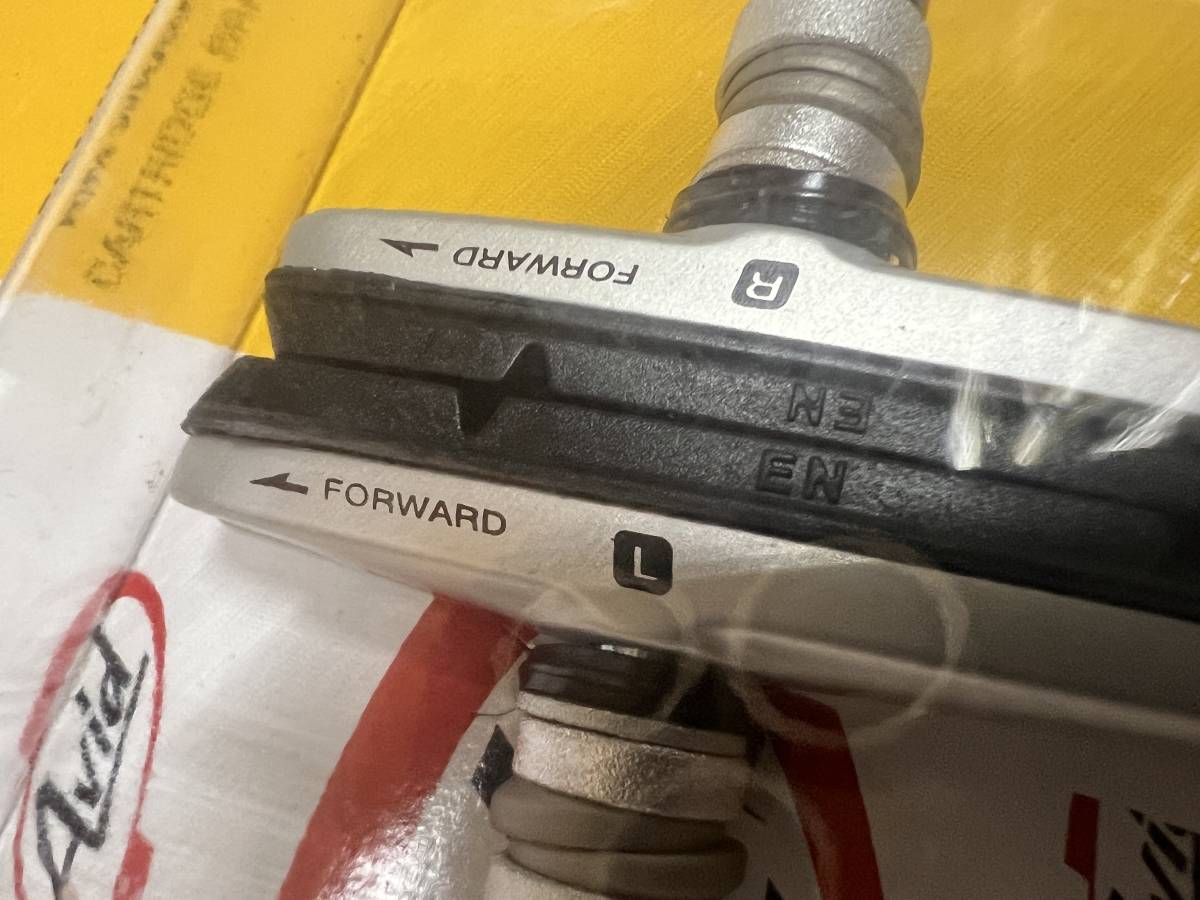 CARTRIDGE
FORWARD
R
EN
EN
FORWARD
L
Avid